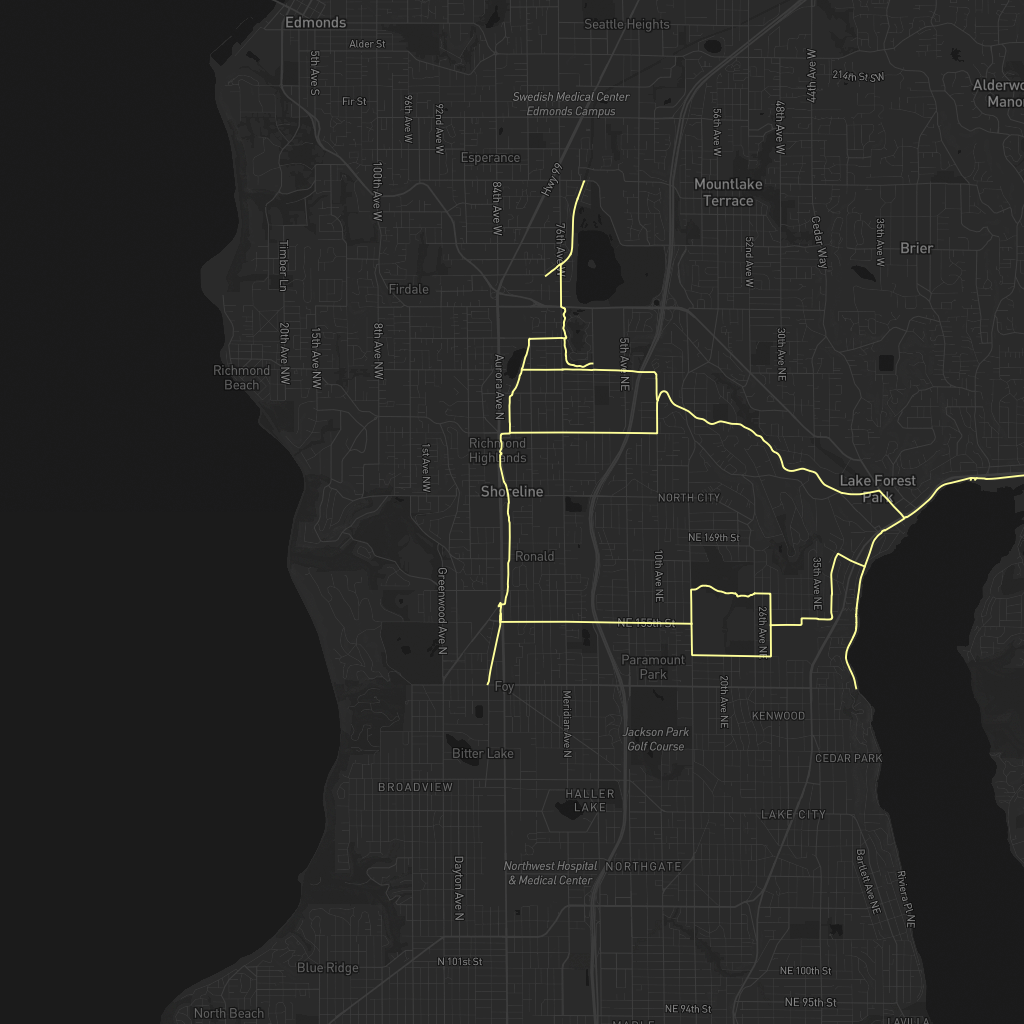 Edmonds
Seattle Heights
Alder St
5th Ave S
44th Ave W
214th St SW
Alderwo
Manor
Fir St
96th Ave W
92nd Ave W
Swedish Medical Center
Edmonds Campus
56th Ave W
48th Ave W
Esperance
Hwy 99
100th Ave W
84th Ave W
Mountlake
Terrace
76th Ave W
Timber Ln
52nd Ave W
Cedar Way
35th Ave W
Brier
Firdale
20th Ave NW
15th Ave NW
8th Ave NW
Aurora Ave N
5th Ave NE
30th Ave NE
Richmond
Beach
1st Ave NW
Richmond
Highlands
Shoreline
NORTH CITY
Lake Forest
Park
NE 169th St
Ronald
10th Ave NE
35th Ave NE
Greenwood Ave N
NE 155th St
26th Ave NE
Paramount
Park
Foy
Meridian Ave N
20th Ave NE
KENWOOD
Jackson Park
Golf Course
Bitter Lake
CEDAR PARK
BROADVIEW
HALLER
LAKE
LAKE CITY
Dayton Ave N
Northwest Hospital
& Medical Center
NORTHGATE
Bartlett Ave NE
Riviera Pl NE
N 101st St
Blue Ridge
NE 100th St
NE 95th St
NE 94th St
North Beach
MAPLE
LAVILLA